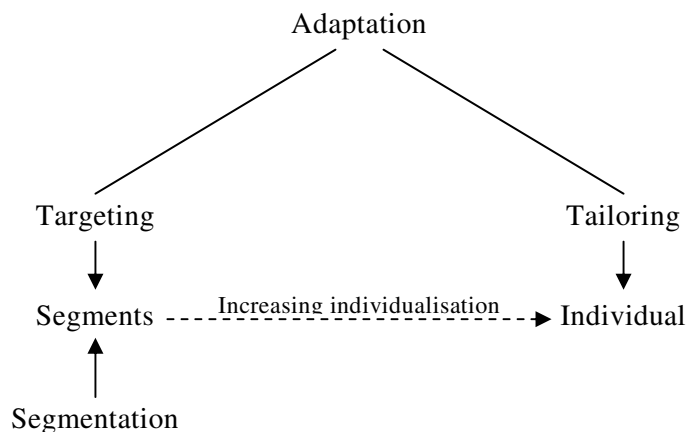 Adaptation
Targeting Tailoring
Segments Increasing individualisation Individual
Segmentation